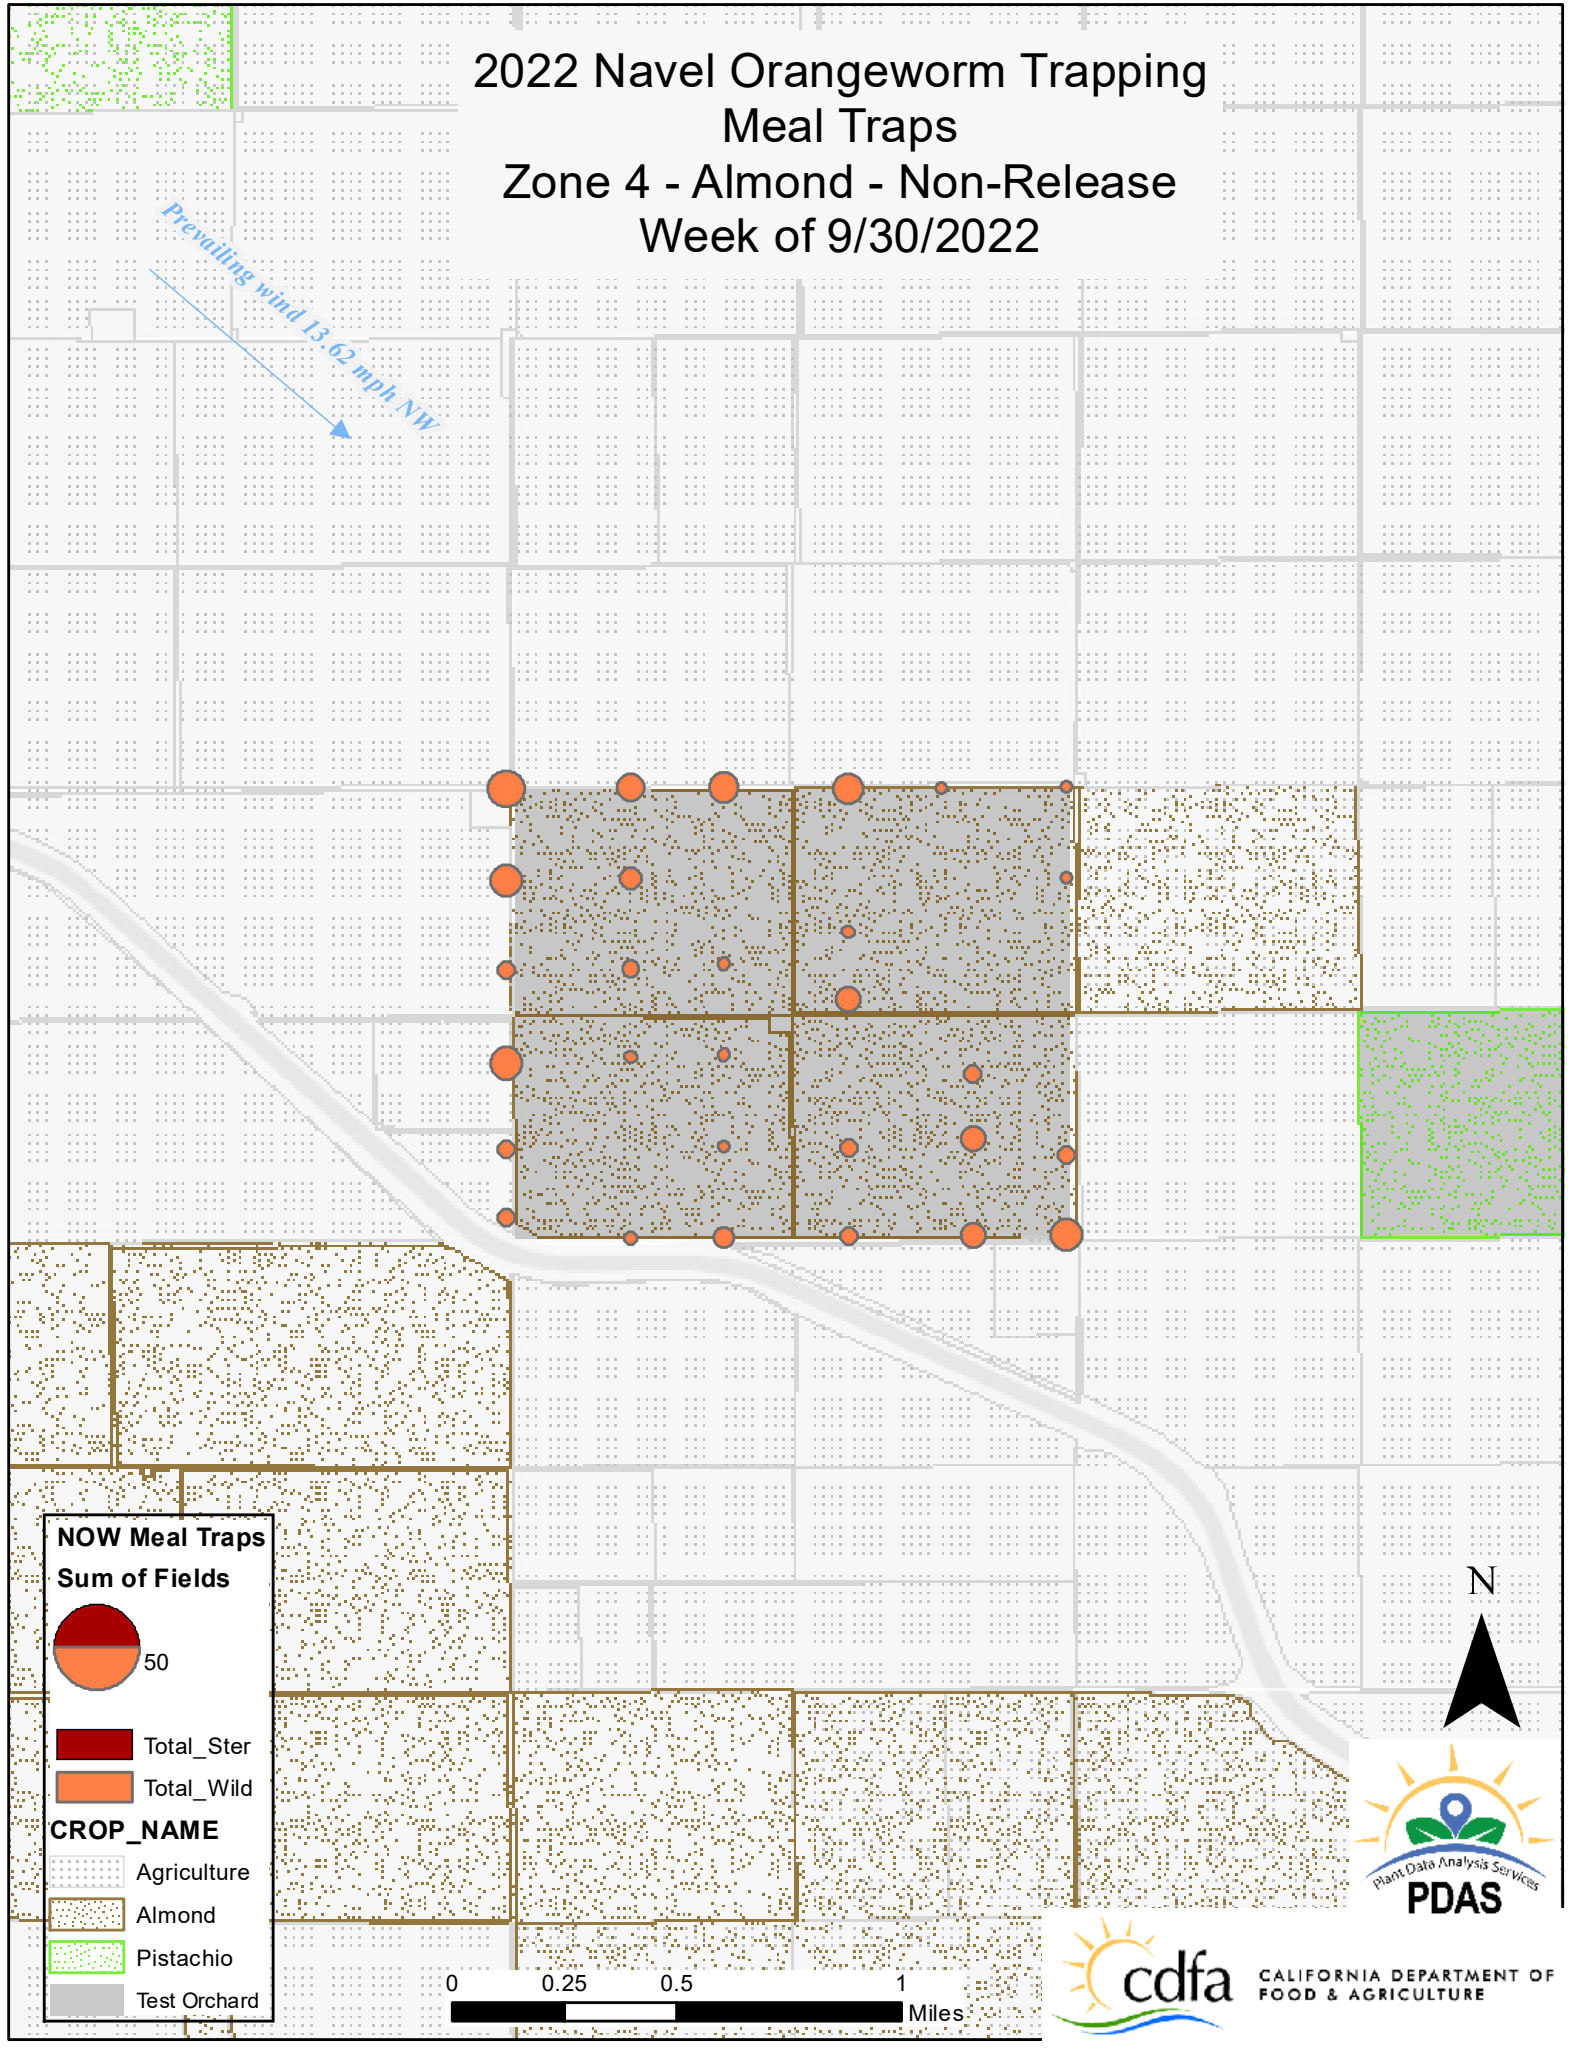 2022 Navel Orangeworm Trapping
Meal Traps
Zone 4 - Almond - Non-Release
Week of 9/30/2022
Prevailing wind 13.62 mph NW
NOW Meal Traps
Sum of Fields
50
Total_Ster
Total_Wild
CROP_NAME
Agriculture
Almond
Pistachio
Test Orchard
0 0.25 0.5 1
Miles
N
Plant Data Analysis Services
PDAS
cdfa
CALIFORNIA DEPARTMENT OF
FOOD & AGRICULTURE